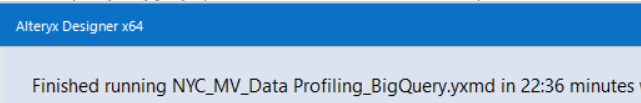 Alteryx Designer x64
Finished running NYC_MV_Data Profiling_BigQuery.yxmd in 22:36 minutes